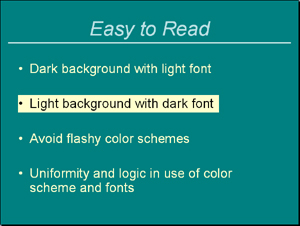 Easy to Read
• Dark background with light font
• Light background with dark font
• Avoid flashy color schemes
• Uniformity and logic in use of color
scheme and fonts